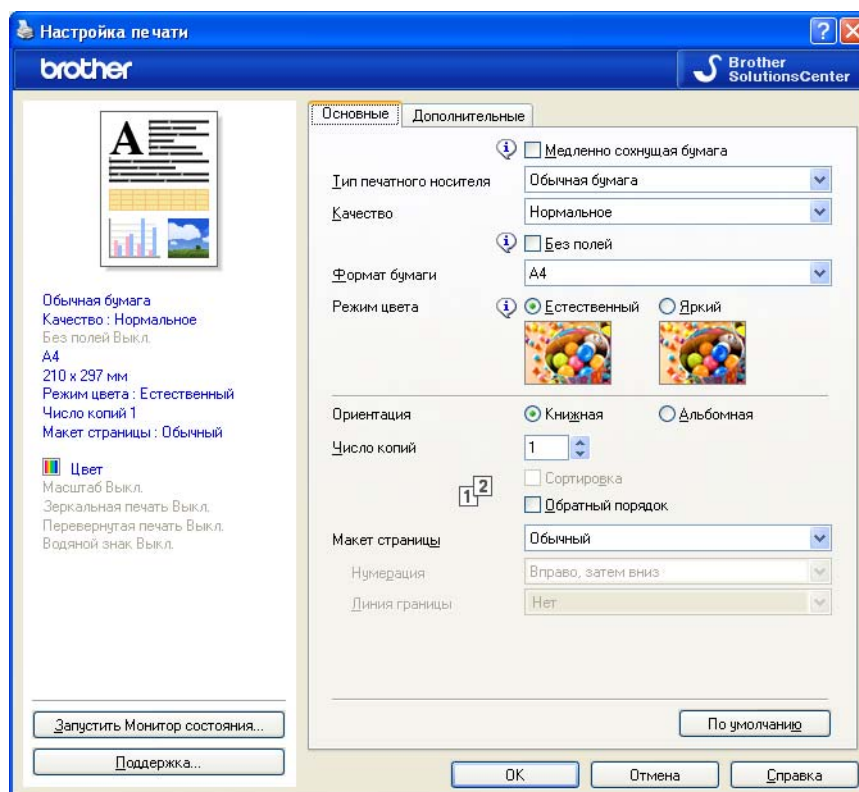 Настройка печати
brother
Brother
SolutionsCenter
A
Обычная бумага
Качество : Нормальное
Без полей Выкл.
A4
210 x 297 мм
Режим цвета : Естественный
Число копий 1
Макет страницы : Обычный
Цвет
Масштаб Выкл.
Зеркальная печать Выкл.
Перевернутая печать Выкл.
Водяной знак Выкл.
Запустить Монитор состояния...
Поддержка...
Основные Дополнительные
Медленно сохнущая бумага
Тип печатного носителя Обычная бумага
Качество Нормальное
Без полей
Формат бумаги A4
Режим цвета Естественный Яркий
Ориентация Книжная Альбомная
Число копий 1
Сортировка
1 2
Обратный порядок
Макет страницы Обычный
Нумерация Вправо, затем вниз
Линия границы Нет
По умолчанию
OK Отмена Справка